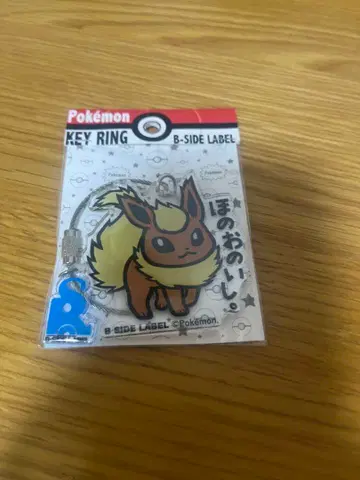 Pokémon
KEY RING
B-SIDE LABEL
ほのおのいし。
B-SIDE LABEL ©Pokémon.